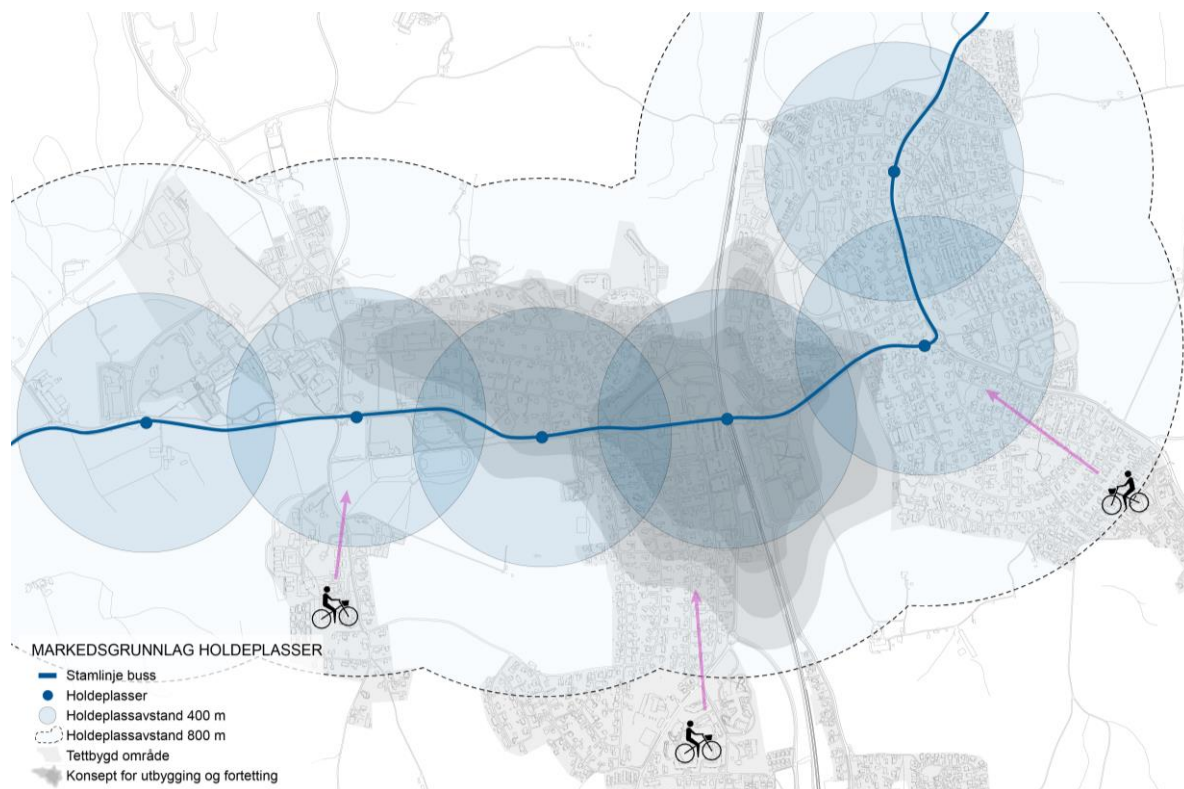 MARKEDSGRUNNLAG HOLDEPLASSER
Stamlinje buss
Holdeplasser
Holdeplassavstand 400 m
Holdeplassavstand 800 m
Tettbygd område
Konsept for utbygging og fortetting